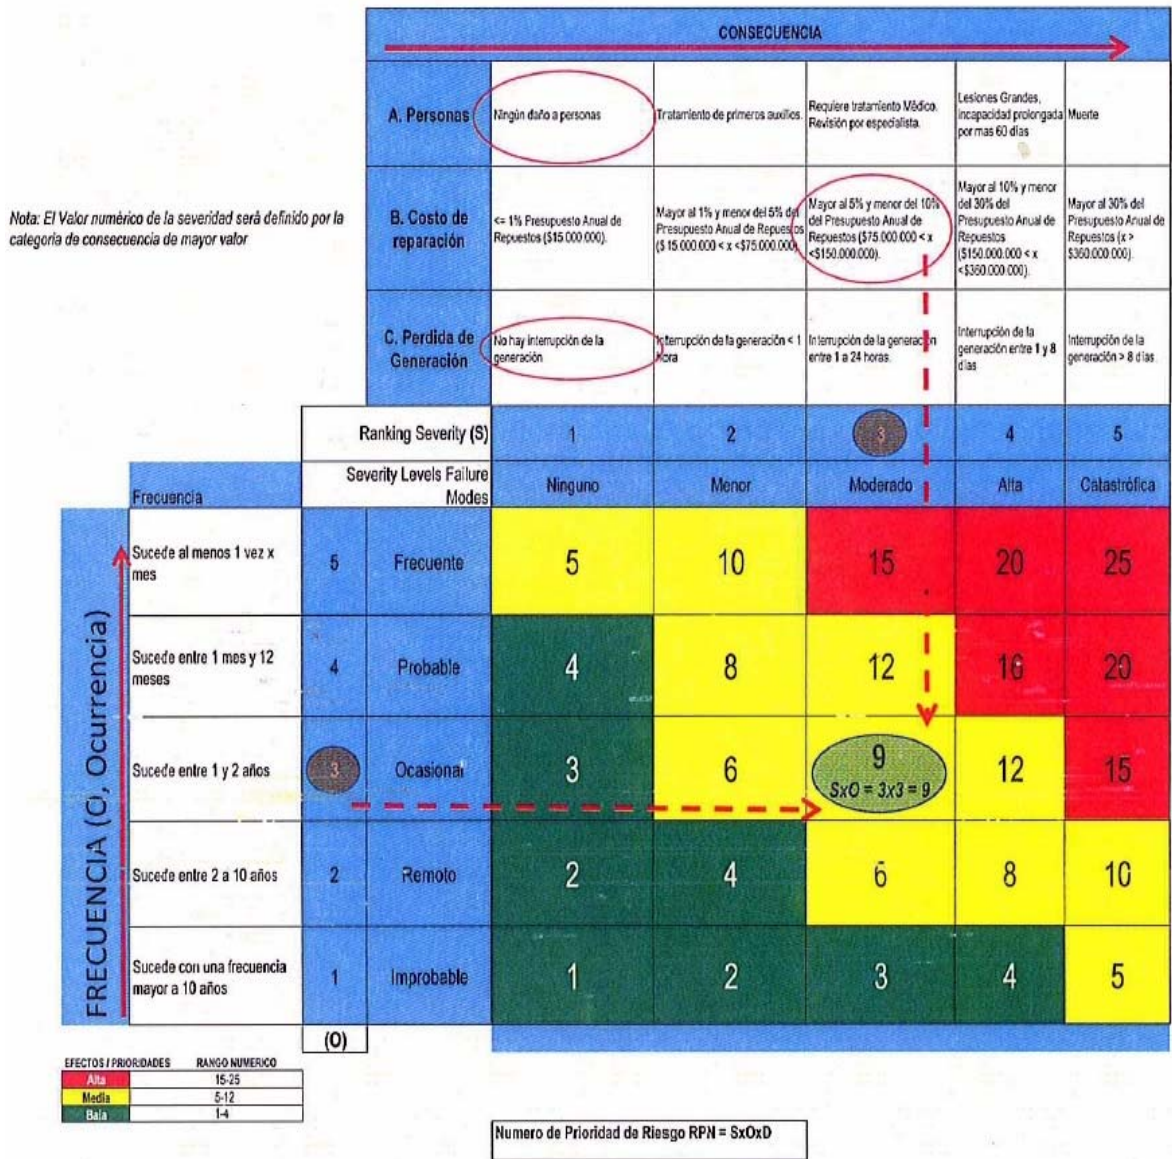 CONSECUENCIA
A. Personas
Ningún daño a personas
Tratamiento de primeros auxilios.
Requiere tratamiento Médico.
Revisión por especialista.
Lesiones Grandes,
incapacidad prolongada
por mas 60 días
Muerte
Nota: El Valor numérico de la severidad será definido por la
categoria de consecuencia de mayor valor
B. Costo de
reparación
<= 1% Presupuesto Anual de
Repuestos ($15.000.000).
Mayor al 1% y menor del 5% del
Presupuesto Anual de Repuestos
($ 15.000.000 < x <$75.000.000)
Mayor al 5% y menor del 10%
del Presupuesto Anual de
Repuestos ($75.000.000 < x
<$150.000.000).
Mayor al 10% y menor
del 30% del
Presupuesto Anual de
Repuestos
($150.000.000 < x
<$360.000.000).
Mayor al 30% del
Presupuesto Anual de
Repuestos (x >
$360.000.000).
C. Perdida de
Generación
No hay interrupción de la
generación
Interrupción de la generación < 1
Hora
Interrupción de la generación
entre 1 a 24 horas.
Interrupción de la
generación entre 1 y 8
días
Interrupción de la
generación > 8 días.
Ranking Severity (S)
1
2
3
4
5
Frecuencia
Severity Levels Failure
Modes
Ninguno
Menor
Moderado
Alta
Catastrófica
FRECUENCIA (O, Ocurrencia)
Sucede al menos 1 vez x
mes
5
Frecuente
5
10
15
20
25
Sucede entre 1 mes y 12
meses
4
Probable
4
8
12
16
20
Sucede entre 1 y 2 años
3
Ocasional
3
6
9
SxO = 3x3 = 9
12
15
Sucede entre 2 a 10 años
2
Remoto
2
4
6
8
10
Sucede con una frecuencia
mayor a 10 años
1
Improbable
1
2
3
4
5
(O)
EFECTOS / PRIORIDADES RANGO NUMERICO
Alta 15-25
Media 5-12
Baja 1-4
Numero de Prioridad de Riesgo RPN = SxOxD